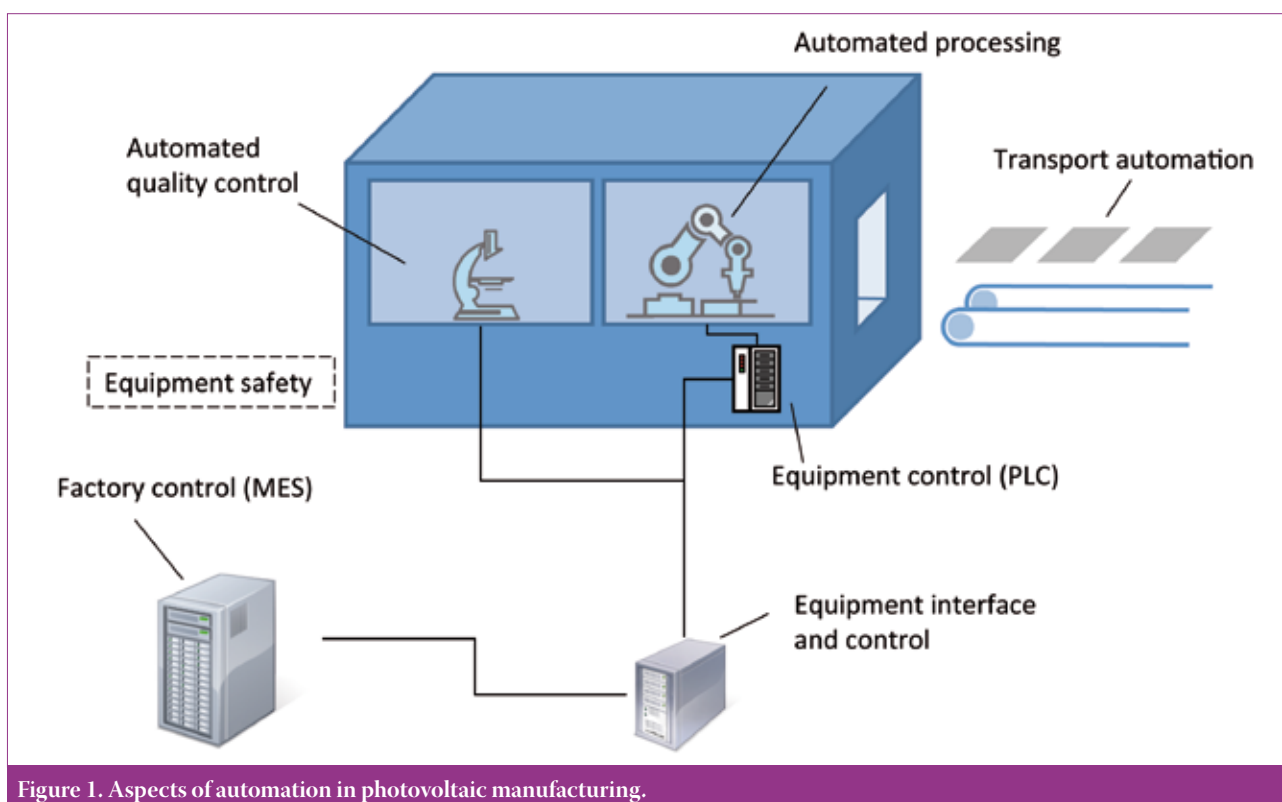 Automated processing
Automated
quality control
Transport automation
Equipment safety
Equipment control (PLC)
Factory control (MES)
Equipment interface
and control
Figure 1. Aspects of automation in photovoltaic manufacturing.